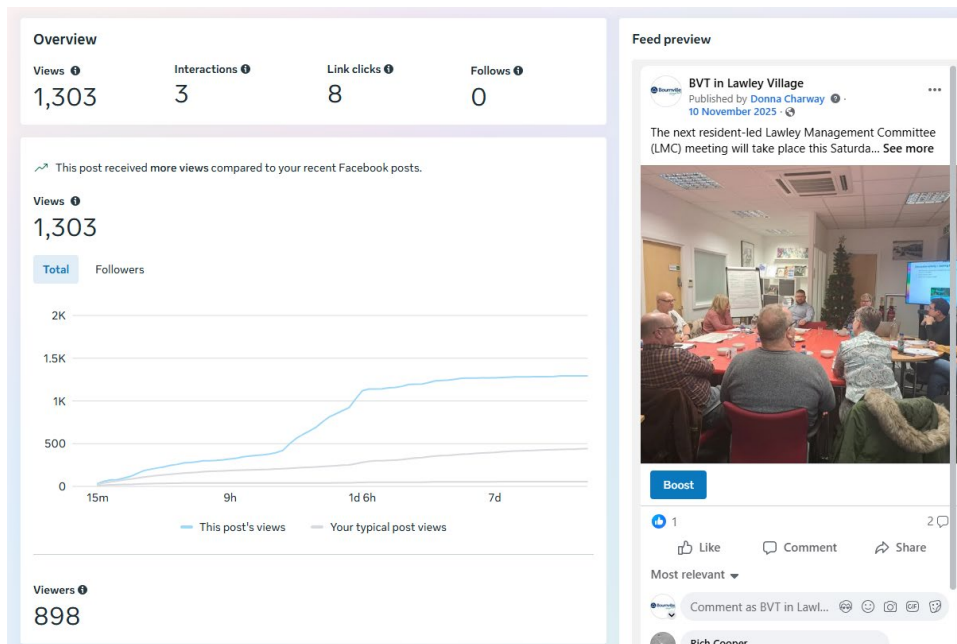 Overview
Views
Interactions
Link clicks
Follows
1,303
3
8
0
This post received more views compared to your recent Facebook posts.
Views
1,303
Total
Followers
2K
1.5K
1K
500
0
15m
9h
1d 6h
7d
This post's views
Your typical post views
Viewers
898
Feed preview
Bournville
BVT in Lawley Village
Published by Donna Charway
10 November 2025
The next resident-led Lawley Management Committee
(LMC) meeting will take place this Saturda... See more
Boost
1
2
Like
Comment
Share
Most relevant
Bournville
Comment as BVT in Lawl...
GIF
Rich Cooper